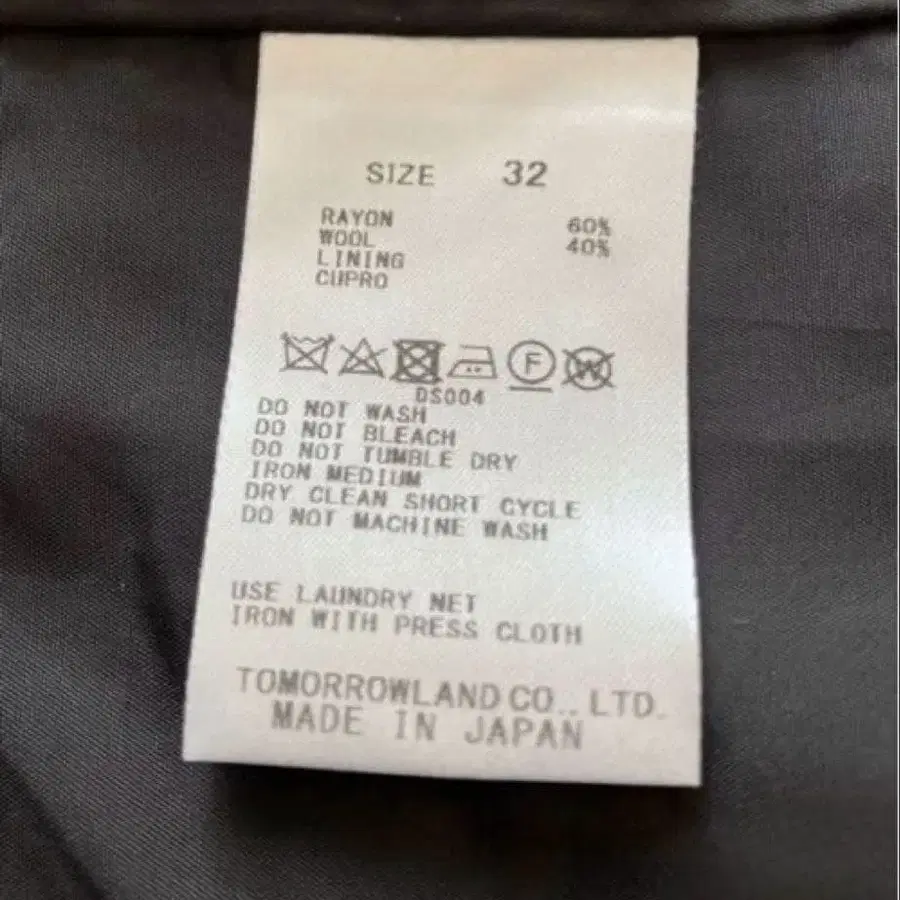 SIZE 32
RAYON 60%
WOOL 40%
LINING
CUPRO
F W
DS004
DO NOT WASH
DO NOT BLEACH
DO NOT TUMBLE DRY
IRON MEDIUM
DRY CLEAN SHORT CYCLE
DO NOT MACHINE WASH
USE LAUNDRY NET
IRON WITH PRESS CLOTH
TOMORROWLAND CO., LTD.
MADE IN JAPAN